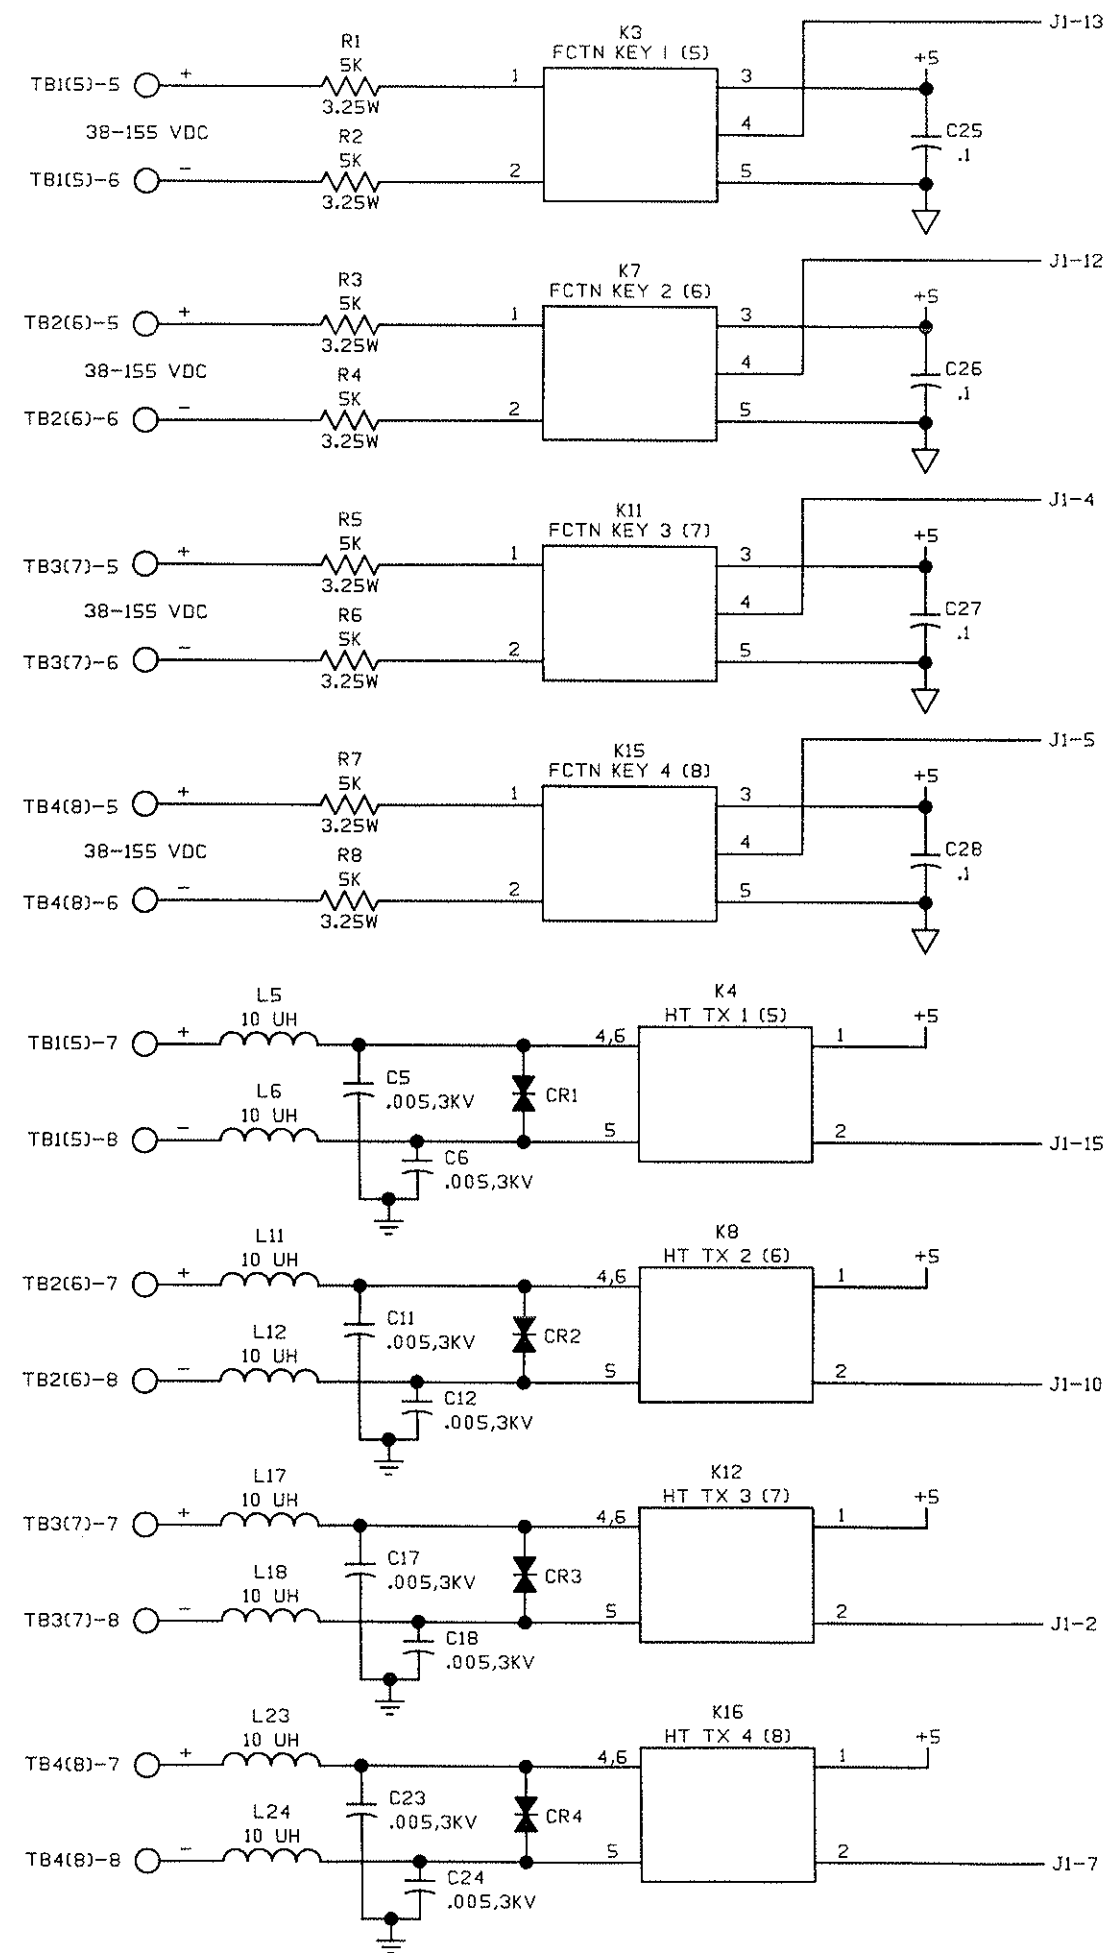 J1-13
K3
FCTN KEY 1 (5)
R1
5K
3.25W
TB1(5)-5
+
1
3
+5
38-155 VDC
4
C25
.1
R2
5K
3.25W
TB1(5)-6
-
2
5
J1-12
K7
FCTN KEY 2 (6)
R3
5K
3.25W
TB2(6)-5
+
1
3
+5
38-155 VDC
4
C26
.1
R4
5K
3.25W
TB2(6)-6
-
2
5
J1-4
K11
FCTN KEY 3 (7)
R5
5K
3.25W
TB3(7)-5
+
1
3
+5
38-155 VDC
4
C27
.1
R6
5K
3.25W
TB3(7)-6
-
2
5
J1-5
K15
FCTN KEY 4 (8)
R7
5K
3.25W
TB4(8)-5
+
1
3
+5
38-155 VDC
4
C28
.1
R8
5K
3.25W
TB4(8)-6
-
2
5
L5
10 UH
K4
HT TX 1 (5)
TB1(5)-7
+
4,6
1
+5
C5
.005,3KV
CR1
L6
10 UH
TB1(5)-8
-
5
2
J1-15
C6
.005,3KV
L11
10 UH
K8
HT TX 2 (6)
TB2(6)-7
+
4,6
1
+5
C11
.005,3KV
CR2
L12
10 UH
TB2(6)-8
-
5
2
J1-10
C12
.005,3KV
L17
10 UH
K12
HT TX 3 (7)
TB3(7)-7
+
4,6
1
+5
C17
.005,3KV
CR3
L18
10 UH
TB3(7)-8
-
5
2
J1-2
C18
.005,3KV
L23
10 UH
K16
HT TX 4 (8)
TB4(8)-7
+
4,6
1
+5
C23
.005,3KV
CR4
L24
10 UH
TB4(8)-8
-
5
2
J1-7
C24
.005,3KV